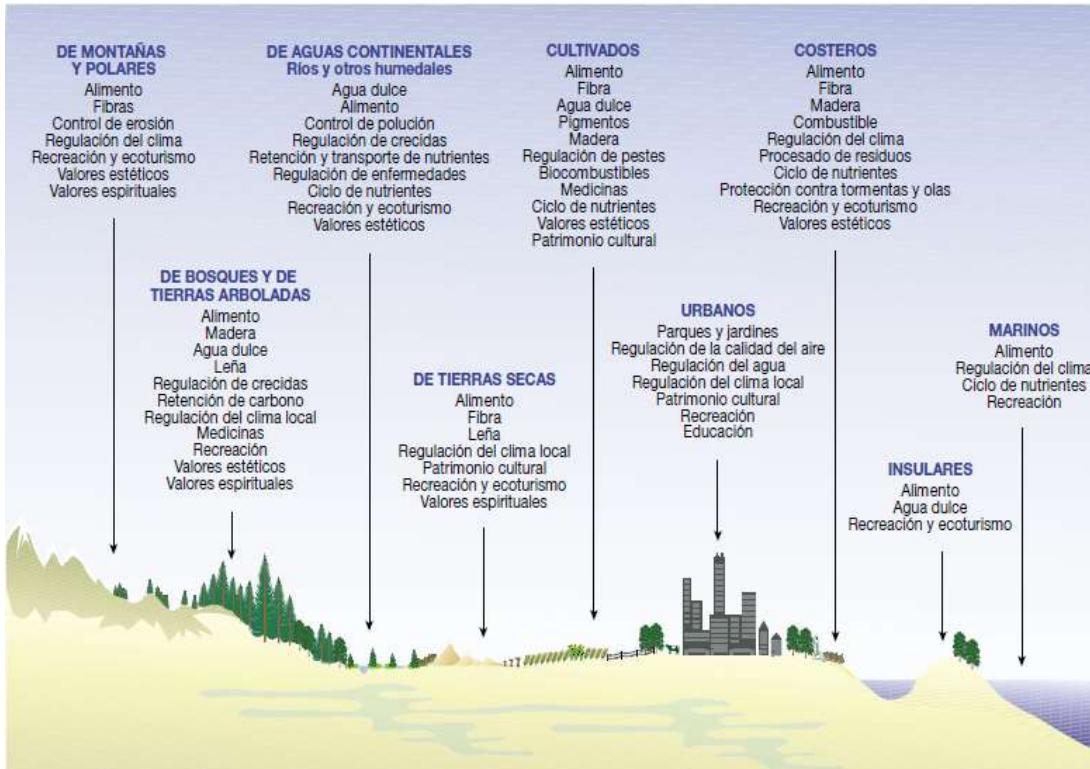 DE MONTAÑAS
Y POLARES
Alimento
Fibras
Control de erosión
Regulación del clima
Recreación y ecoturismo
Valores estéticos
Valores espirituales
DE AGUAS CONTINENTALES
Ríos y otros humedales
Agua dulce
Alimento
Control de polución
Regulación de crecidas
Retención y transporte de nutrientes
Regulación de enfermedades
Ciclo de nutrientes
Recreación y ecoturismo
Valores estéticos
CULTIVADOS
Alimento
Fibra
Agua dulce
Pigmentos
Madera
Regulación de pestes
Biocombustibles
Medicinas
Ciclo de nutrientes
Valores estéticos
Patrimonio cultural
COSTEROS
Alimento
Fibra
Madera
Combustible
Regulación del clima
Procesado de residuos
Ciclo de nutrientes
Protección contra tormentas y olas
Recreación y ecoturismo
Valores estéticos
DE BOSQUES Y DE
TIERRAS ARBOLADAS
Alimento
Madera
Agua dulce
Leña
Regulación de crecidas
Retención de carbono
Regulación del clima local
Medicinas
Recreación
Valores estéticos
Valores espirituales
DE TIERRAS SECAS
Alimento
Fibra
Leña
Regulación del clima local
Patrimonio cultural
Recreación y ecoturismo
Valores espirituales
URBANOS
Parques y jardines
Regulación de la calidad del aire
Regulación del agua
Regulación del clima local
Patrimonio cultural
Recreación
Educación
INSULARES
Alimento
Agua dulce
Recreación y ecoturismo
MARINOS
Alimento
Regulación del clima
Ciclo de nutrientes
Recreación